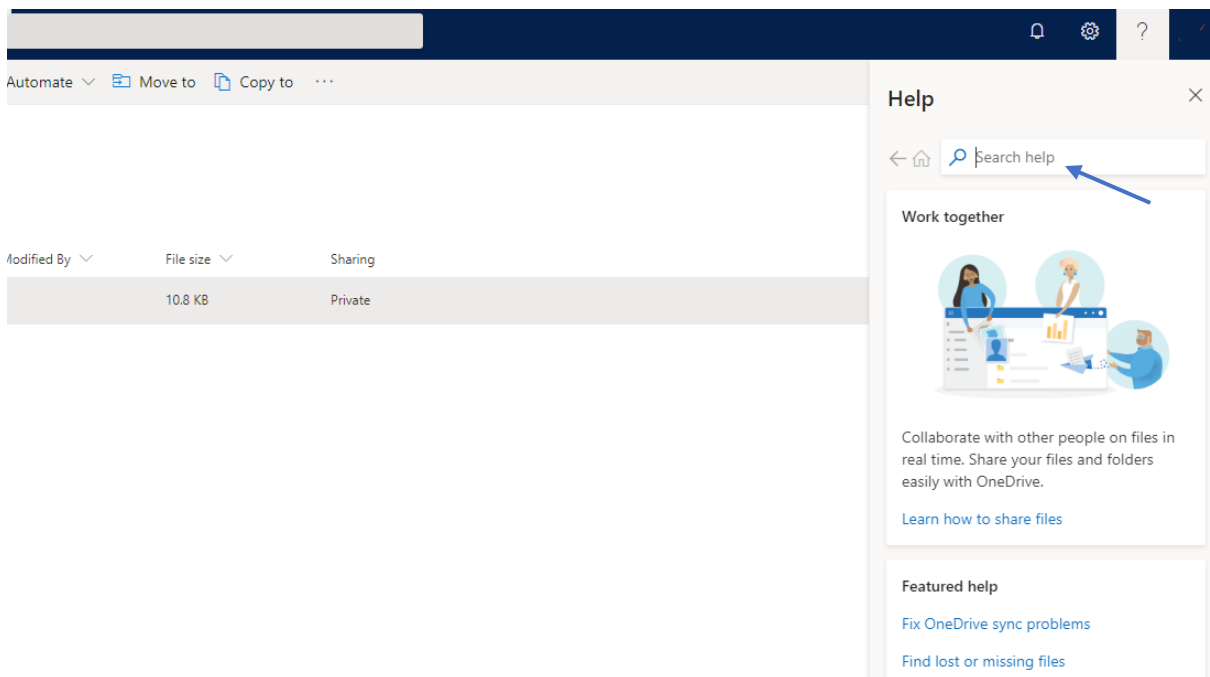 ?
Automate Move to Copy to ···
Help
Search help
Work together
Modified By File size Sharing
10.8 KB Private
Collaborate with other people on files in
real time. Share your files and folders
easily with OneDrive.
Learn how to share files
Featured help
Fix OneDrive sync problems
Find lost or missing files